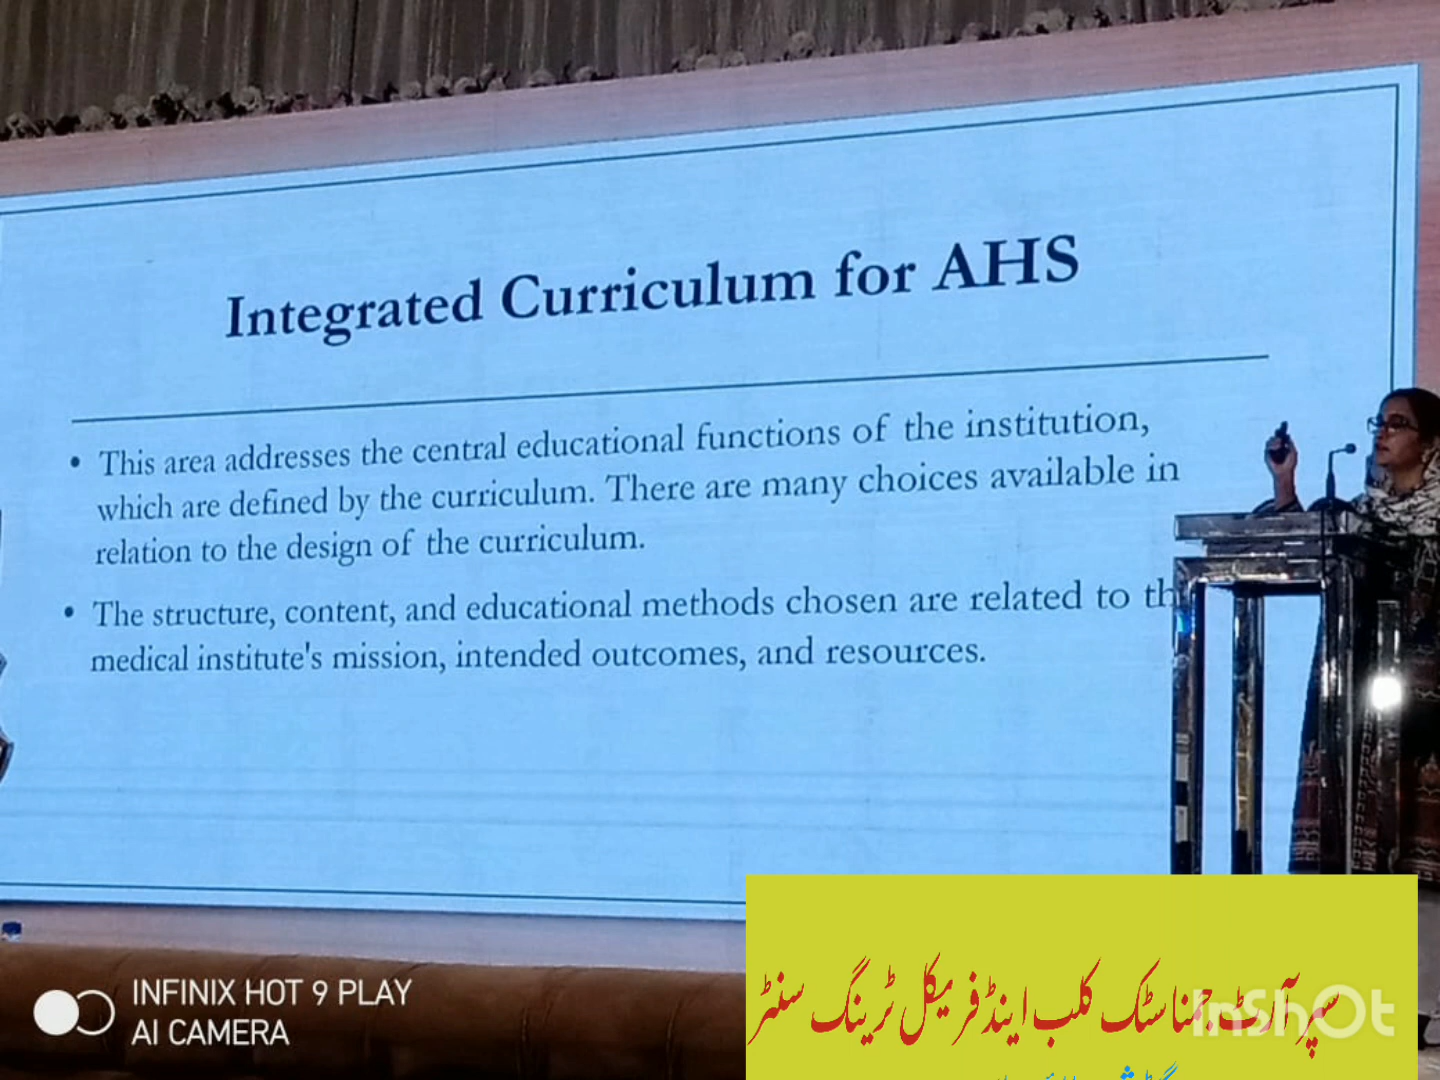 Integrated Curriculum for AHS
• This area addresses the central educational functions of the institution,
which are defined by the curriculum. There are many choices available in
relation to the design of the curriculum.
• The structure, content, and educational methods chosen are related to th
medical institute's mission, intended outcomes, and resources.
INFINIX HOT 9 PLAY
AI CAMERA
سپر آرٹ جمناسٹک کلب اینڈ فزیکل ٹریننگ سنٹر
InShOt